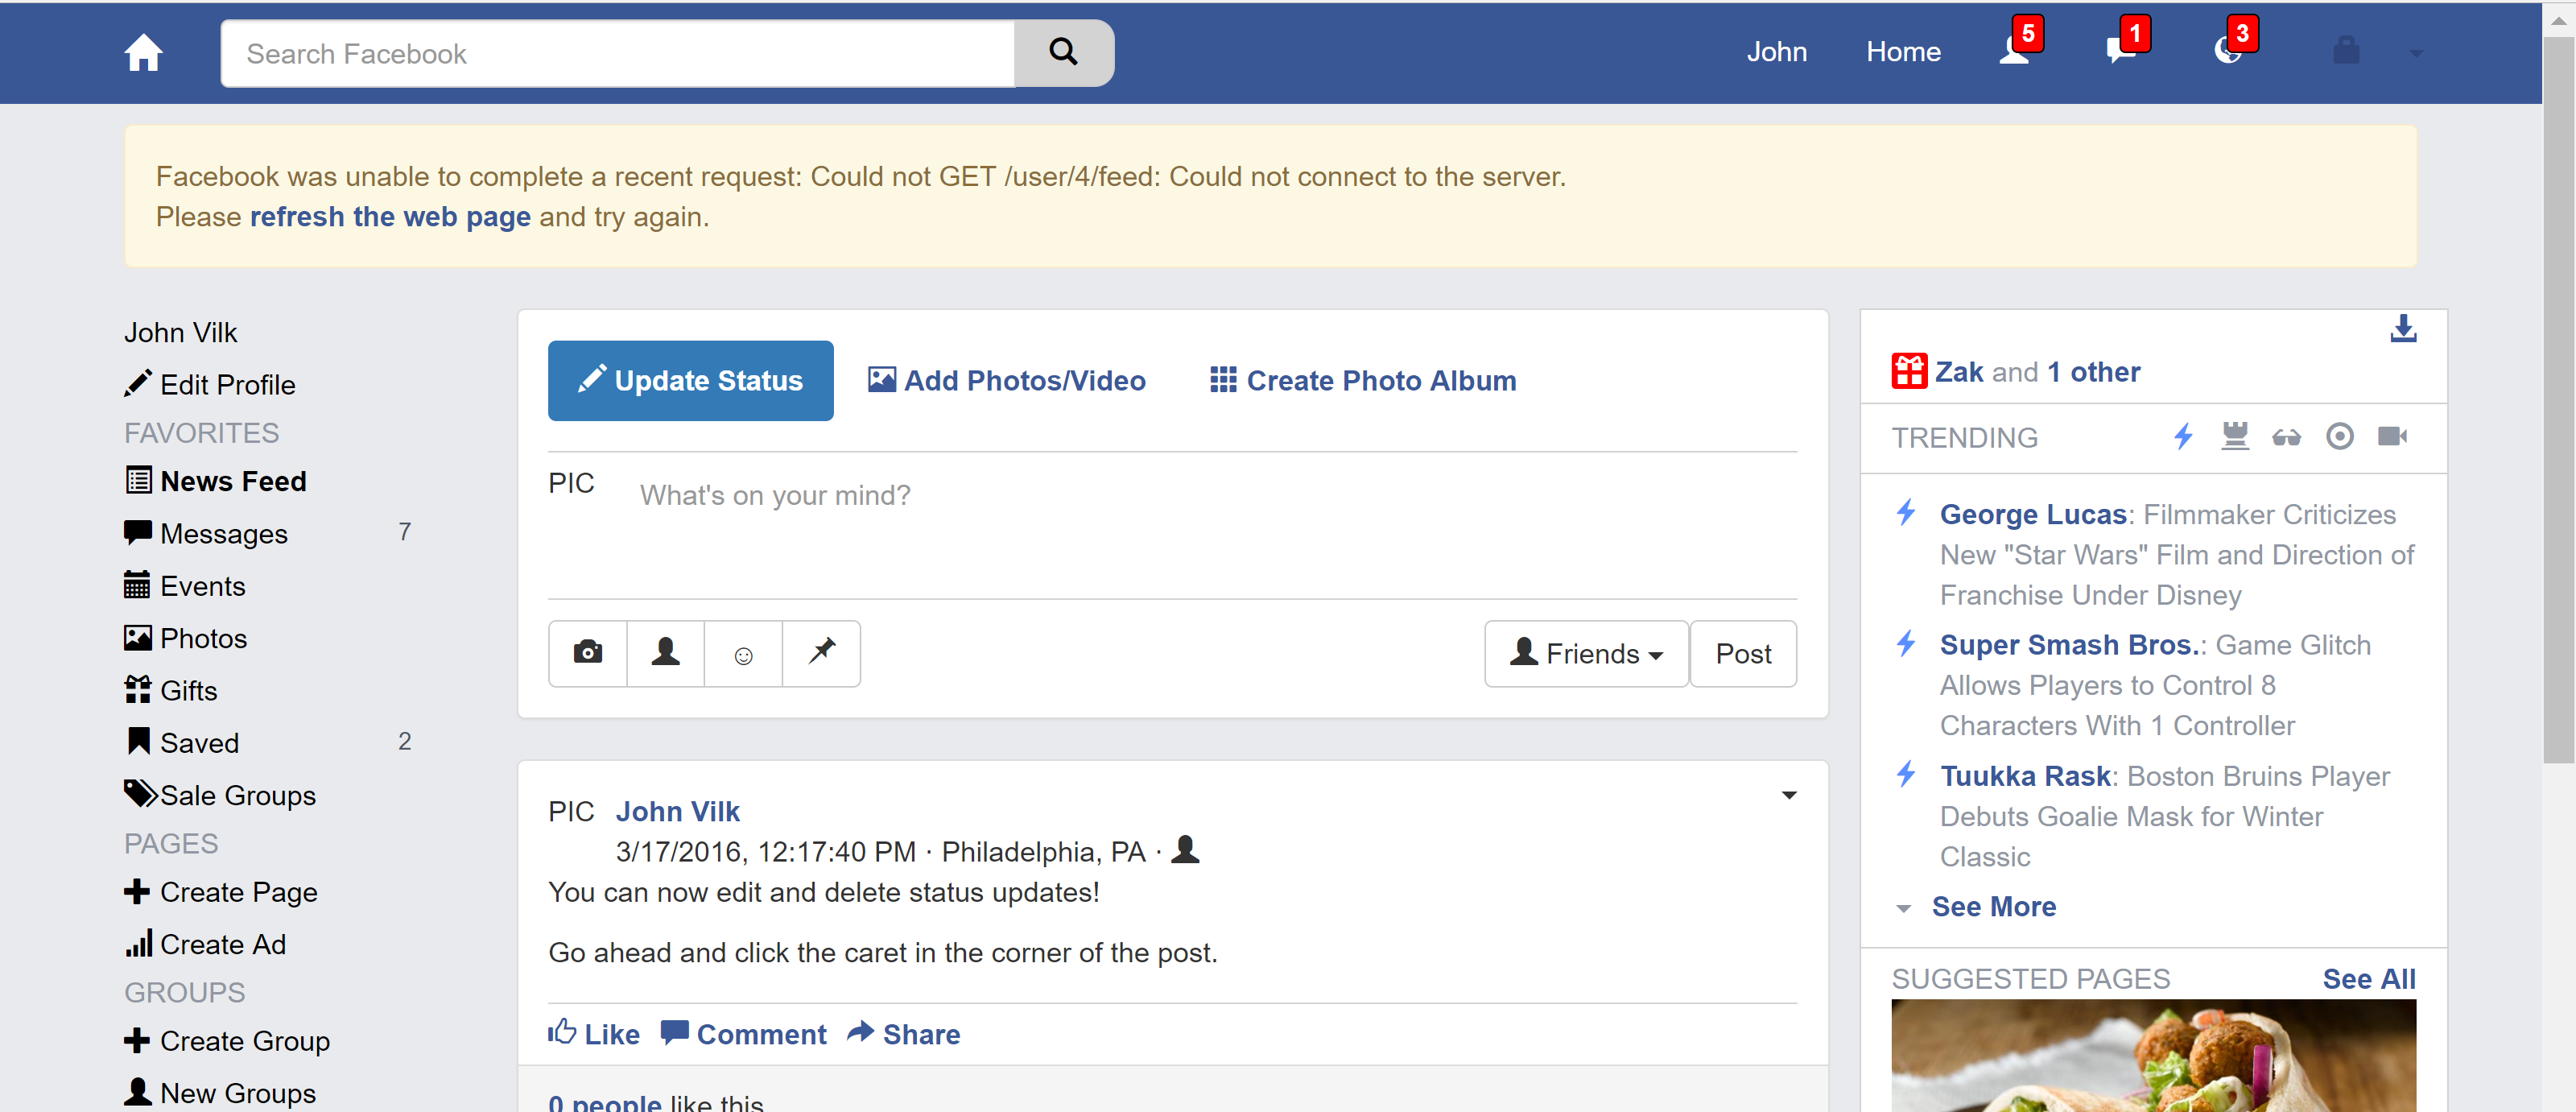 Search Facebook
John Home 5 1 3
Facebook was unable to complete a recent request: Could not GET /user/4/feed: Could not connect to the server.
Please refresh the web page and try again.
John Vilk
Edit Profile
FAVORITES
News Feed
Messages 7
Events
Photos
Gifts
Saved 2
Sale Groups
PAGES
Create Page
Create Ad
GROUPS
Create Group
New Groups
Update Status Add Photos/Video Create Photo Album
PIC What's on your mind?
Friends Post
PIC John Vilk
3/17/2016, 12:17:40 PM · Philadelphia, PA ·
You can now edit and delete status updates!
Go ahead and click the caret in the corner of the post.
Like Comment Share
0 people like this
Zak and 1 other
TRENDING
George Lucas: Filmmaker Criticizes
New "Star Wars" Film and Direction of
Franchise Under Disney
Super Smash Bros.: Game Glitch
Allows Players to Control 8
Characters With 1 Controller
Tuukka Rask: Boston Bruins Player
Debuts Goalie Mask for Winter
Classic
See More
SUGGESTED PAGES See All